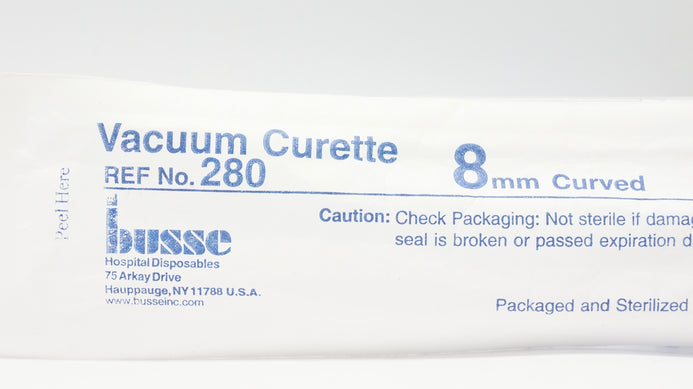 Vacuum Curette
REF No. 280
8mm Curved
Peel Here
Caution: Check Packaging: Not sterile if
seal is broken or passed expiration
busse
Hospital Disposables
75 Arkay Drive
Hauppauge, NY 11788 U.S.A.
www.busseinc.com
Packaged and Sterilized